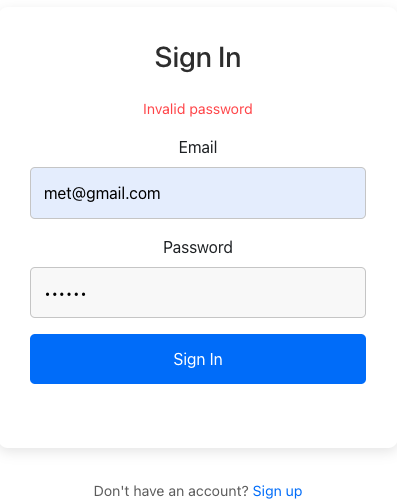 Sign In
Invalid password
Email
met@gmail.com
Password
••••••
Sign In
Don't have an account? Sign up